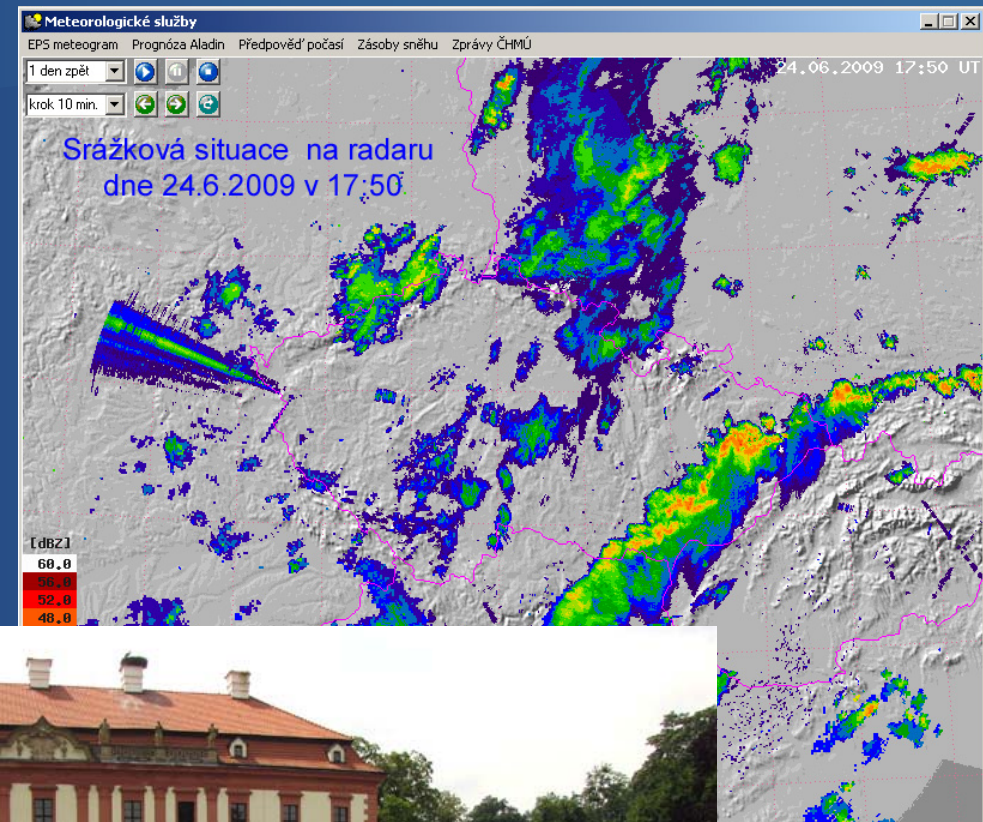 Meteorologické služby
EPS meteogram Prognóza Aladin Předpověď počasí Zásoby sněhu Zprávy ČHMÚ
1 den zpět
24.06.2009 17:50 UT
krok 10 min.
Srážková situace na radaru
dne 24.6.2009 v 17:50
[dBZ]
60.0
56.0
52.0
48.0